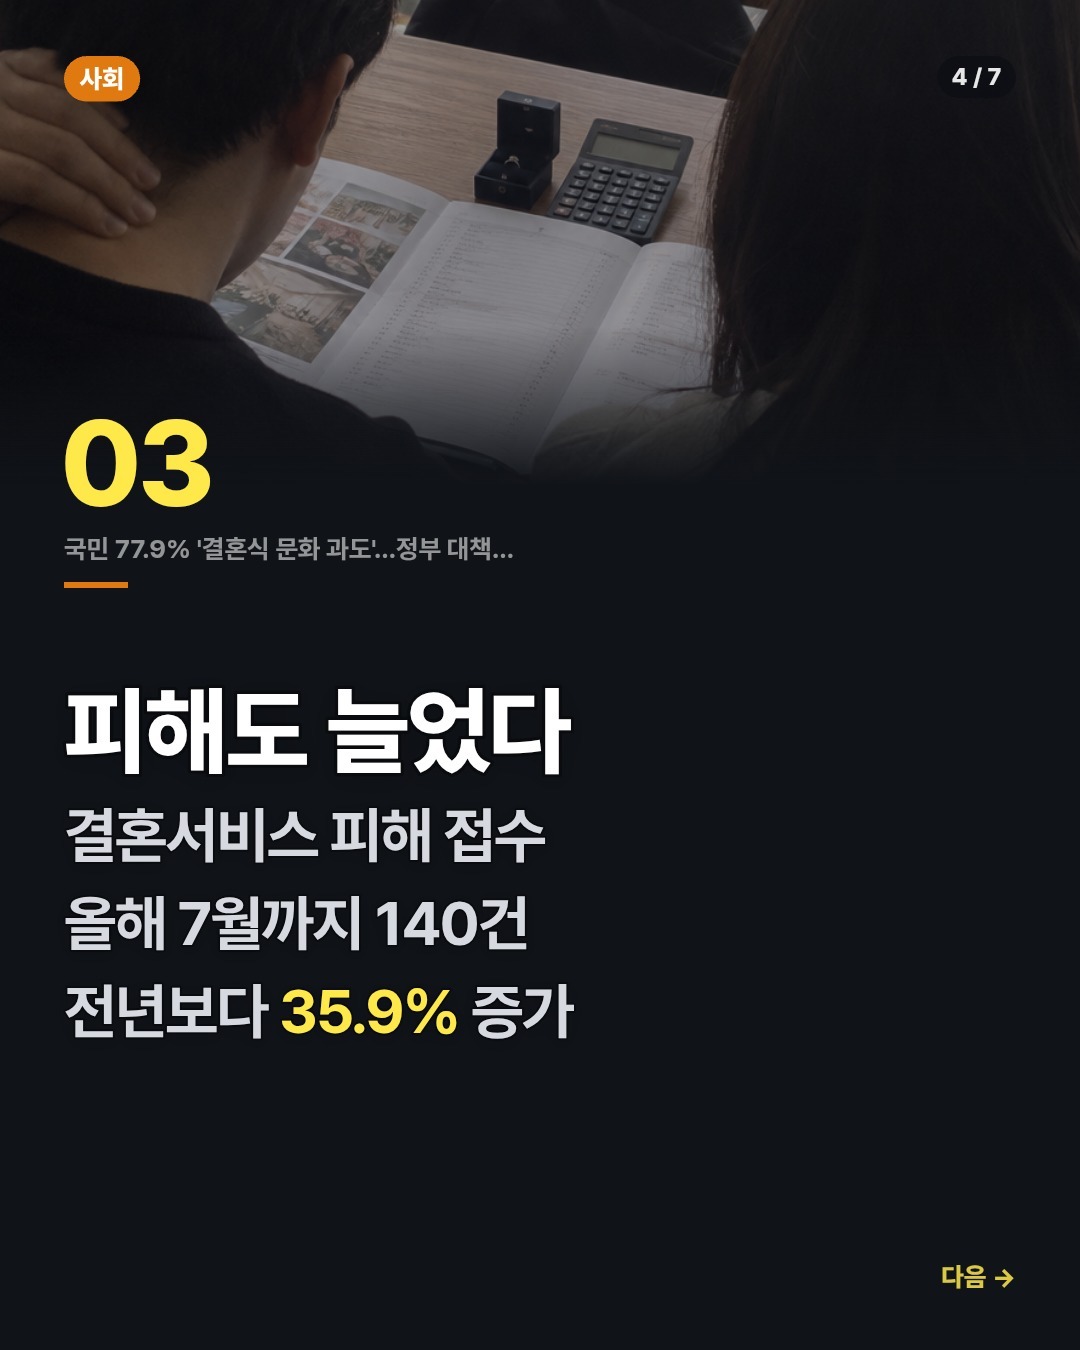 사회
4 / 7
03
국민 77.9% '결혼식 문화 과도'...정부 대책...
피해도 늘었다
결혼서비스 피해 접수
올해 7월까지 140건
전년보다 35.9% 증가
다음 →